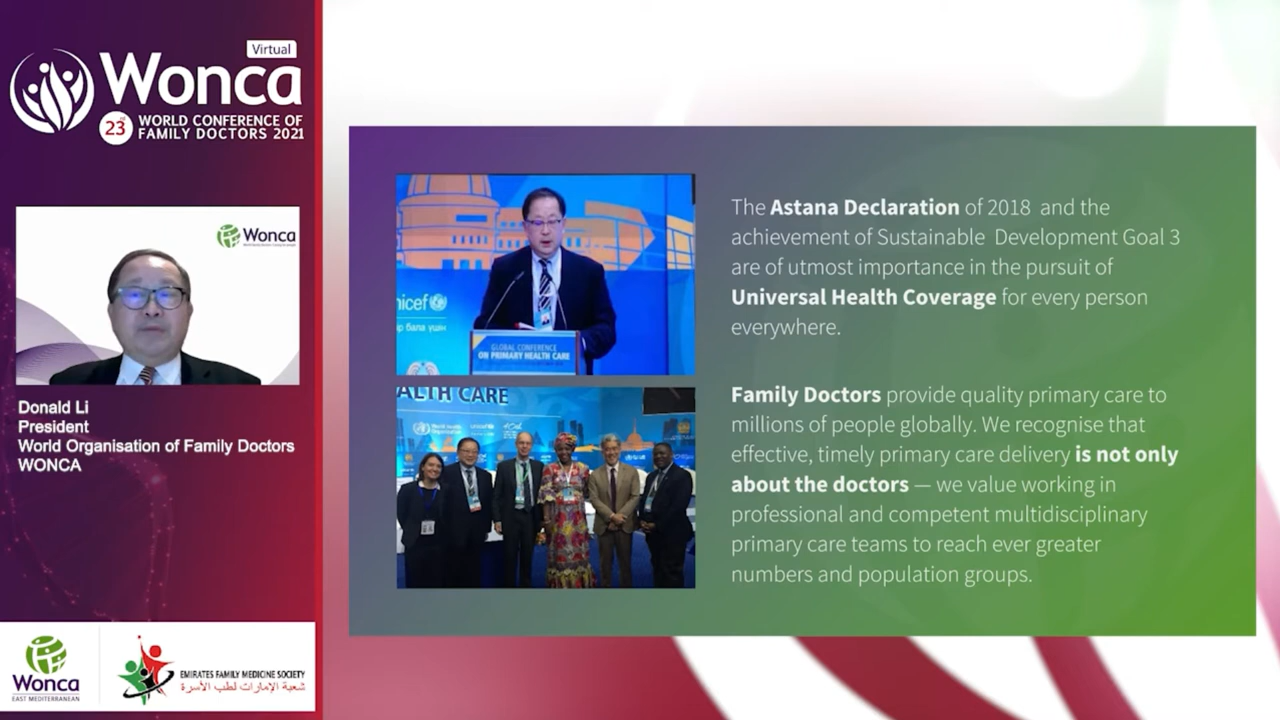 Virtual
Wonca
23rd WORLD CONFERENCE OF
FAMILY DOCTORS 2021
Wonca
Donald Li
President
World Organisation of Family Doctors
WONCA
Wonca
EAST MEDITERRANEAN
EMIRATES FAMILY MEDICINE SOCIETY
شعبة الإمارات لطب الأسرة
unicef
GLOBAL CONFERENCE
ON PRIMARY HEALTH CARE
ALTH CARE
World Health
Organization
unicef
The Astana Declaration of 2018 and the
achievement of Sustainable Development Goal 3
are of utmost importance in the pursuit of
Universal Health Coverage for every person
everywhere.
Family Doctors provide quality primary care to
millions of people globally. We recognise that
effective, timely primary care delivery is not only
about the doctors — we value working in
professional and competent multidisciplinary
primary care teams to reach ever greater
numbers and population groups.